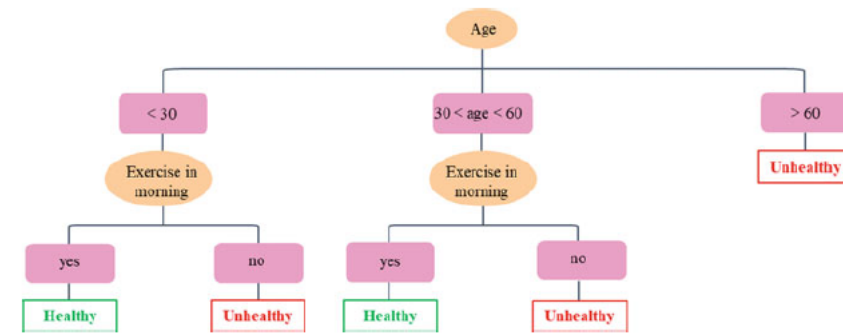 Age
< 30
30 < age < 60
> 60
Exercise in
morning
Exercise in
morning
Unhealthy
yes
no
yes
no
Healthy
Unhealthy
Healthy
Unhealthy